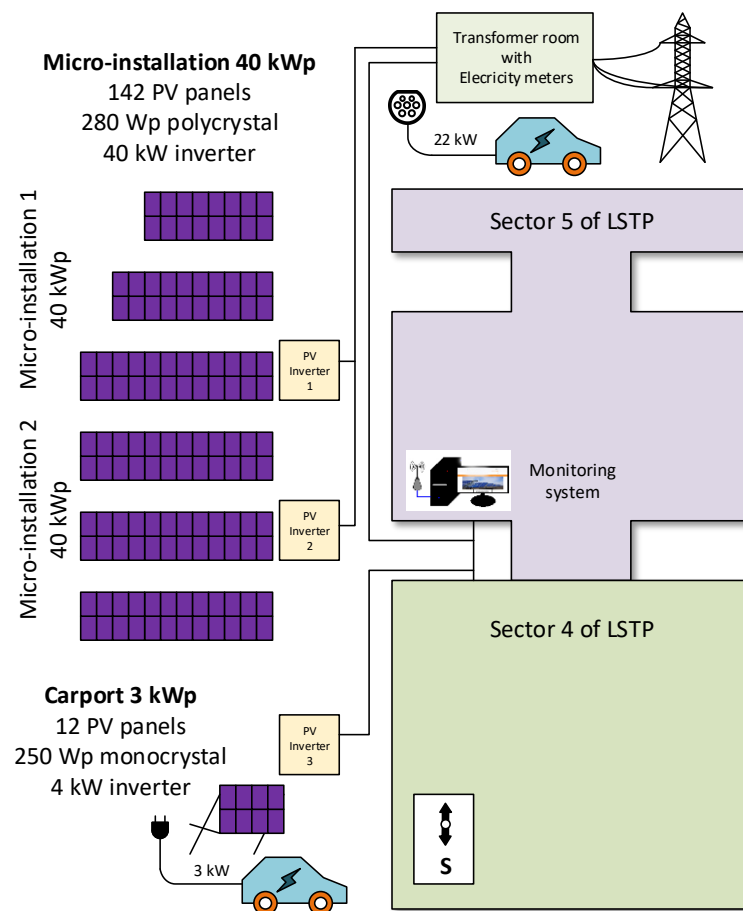 Micro-installation 40 kWp
142 PV panels
280 Wp polycrystal
40 kW inverter
Transformer room
with
Elecricity meters
22 kW
Micro-installation 1
40 kWp
PV
Inverter
1
Sector 5 of LSTP
Monitoring
system
Micro-installation 2
40 kWp
PV
Inverter
2
Sector 4 of LSTP
Carport 3 kWp
12 PV panels
250 Wp monocrystal
4 kW inverter
PV
Inverter
3
3 kW
S